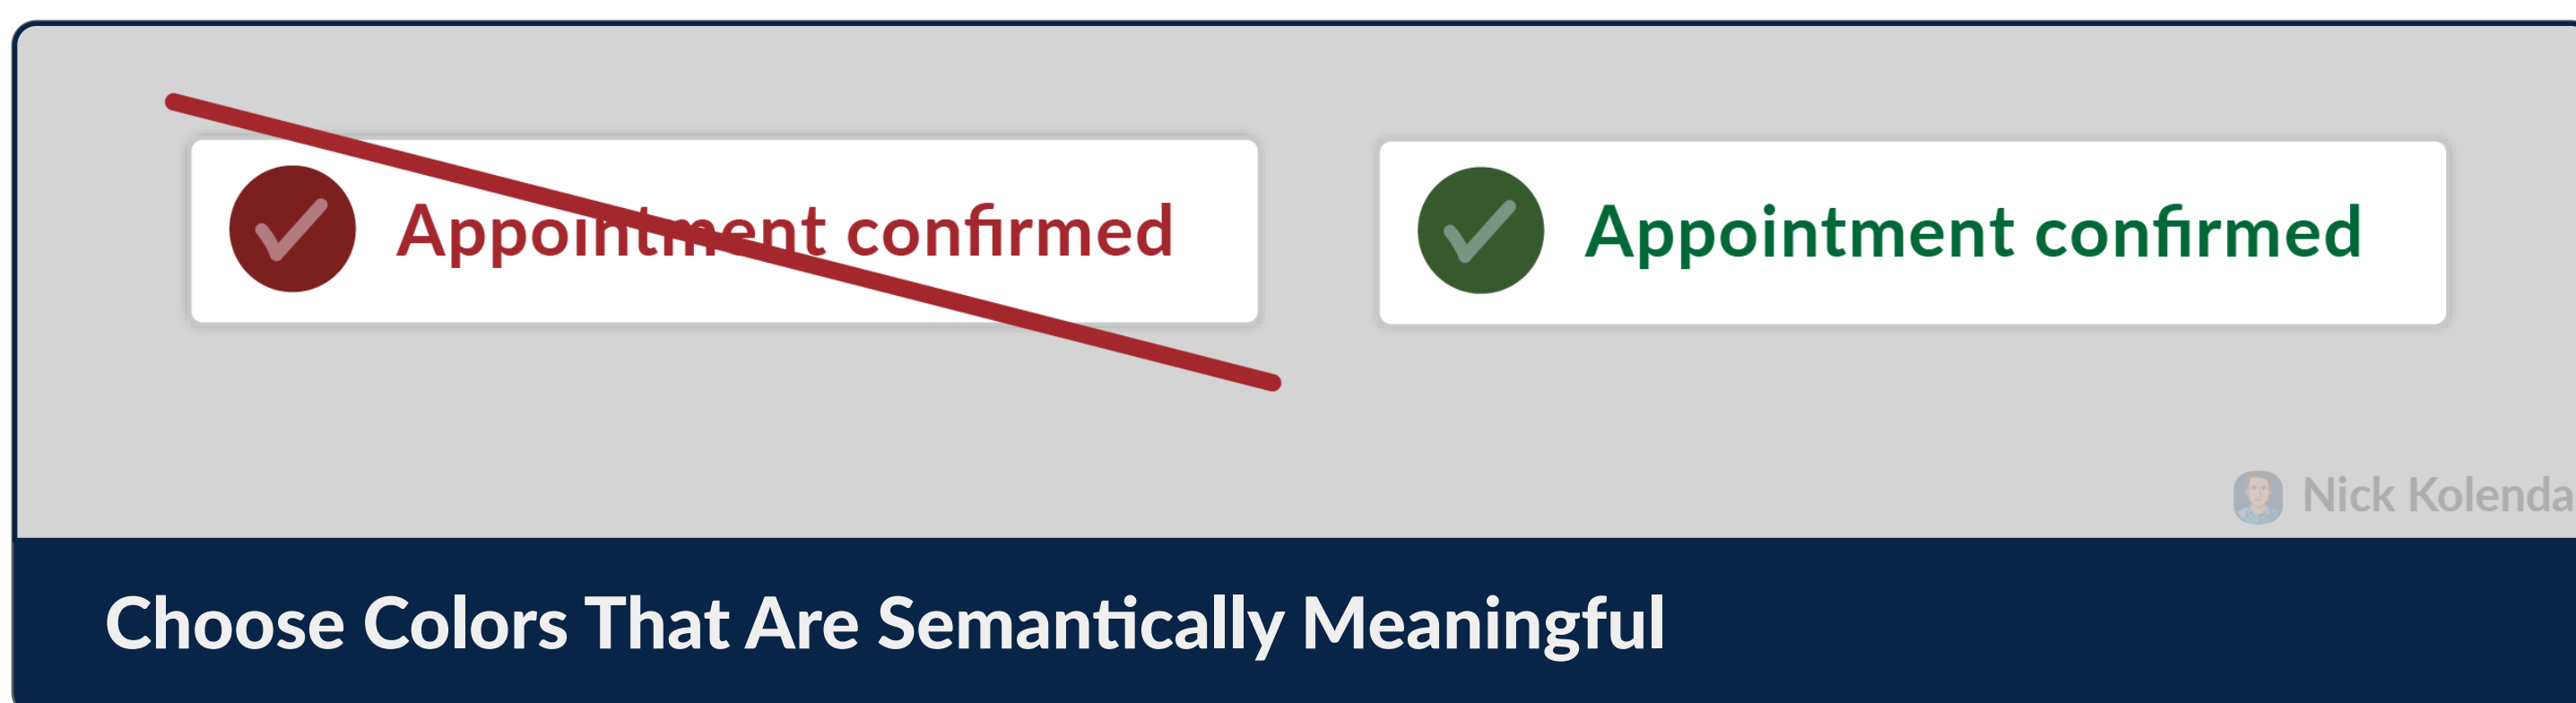 Appointment confirmed
Appointment confirmed
Nick Kolenda
Choose Colors That Are Semantically Meaningful